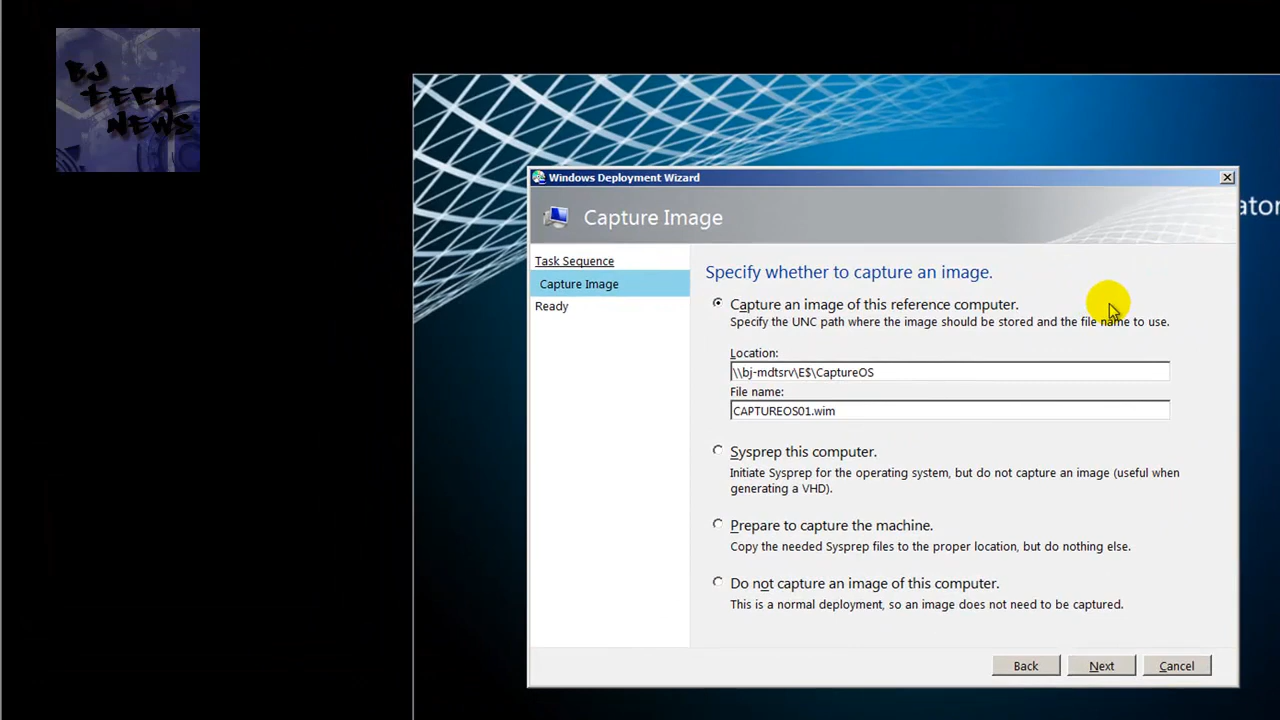 BJ
TECH
NEWS
Windows Deployment Wizard
ator
Capture Image
Task Sequence
Capture Image
Ready
Specify whether to capture an image.
Capture an image of this reference computer.
Specify the UNC path where the image should be stored and the file name to use.
Location:
\\bj-mdtsrv\E$\CaptureOS
File name:
CAPTUREOS01.wim
Sysprep this computer.
Initiate Sysprep for the operating system, but do not capture an image (useful when
generating a VHD).
Prepare to capture the machine.
Copy the needed Sysprep files to the proper location, but do nothing else.
Do not capture an image of this computer.
This is a normal deployment, so an image does not need to be captured.
Back Next Cancel